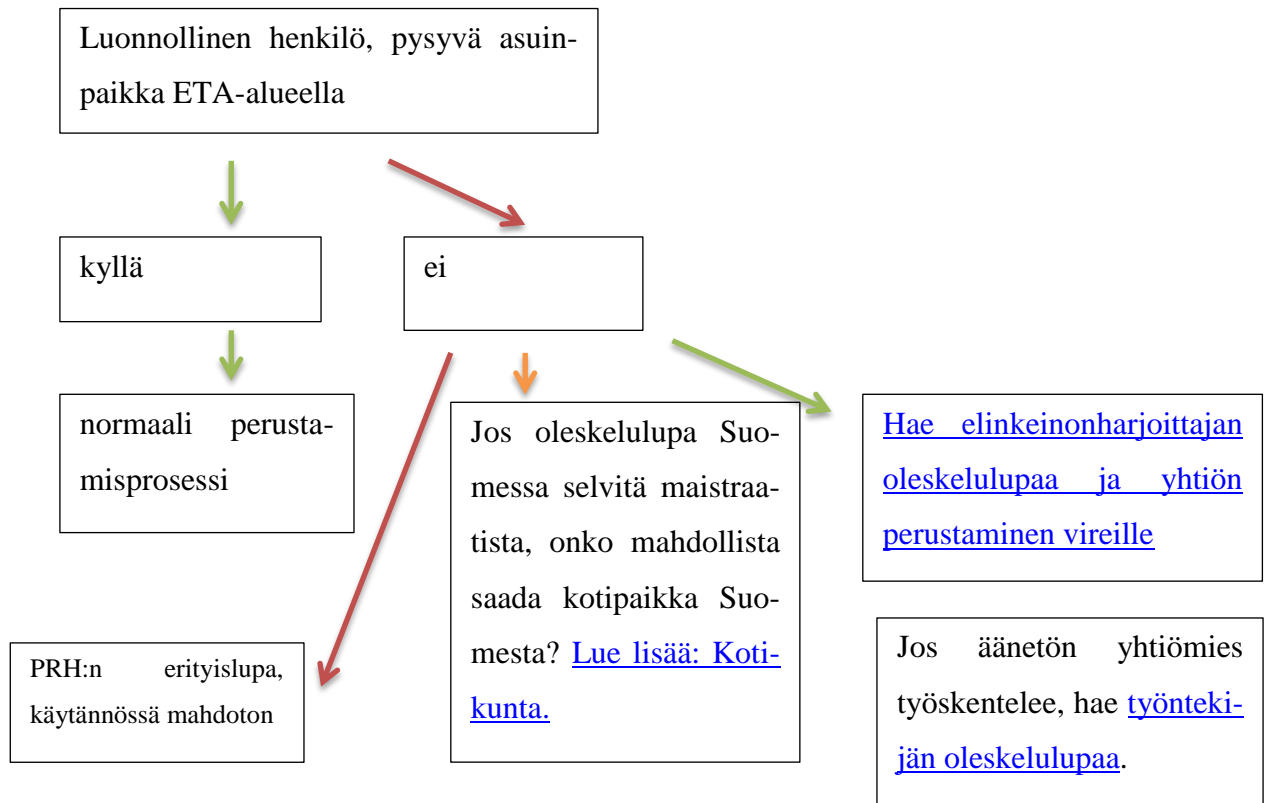 Luonnollinen henkilö, pysyvä asuin-
paikka ETA-alueella
kyllä
ei
normaali perusta-
misprosessi
Jos oleskelulupa Suo-
messa selvitä maistraa-
tista, onko mahdollista
saada kotipaikka Suo-
mesta? Lue lisää: Koti-
kunta.
Hae elinkeinonharjoittajan
oleskelulupaa ja yhtiön
perustaminen vireille
PRH:n erityislupa,
käytännössä mahdoton
Jos äänetön yhtiömies
työskentelee, hae työnteki-
jän oleskelulupaa.